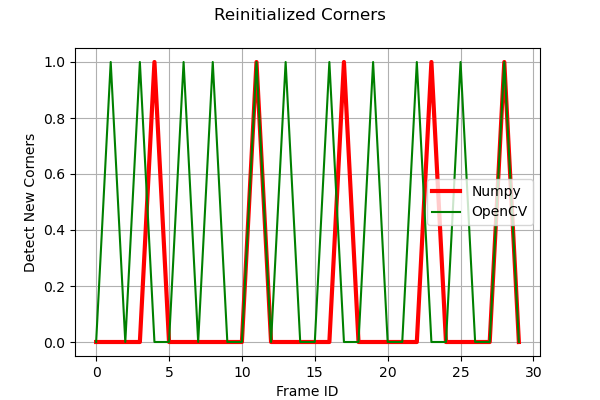 Reinitialized Corners
Detect New Corners
1.0
0.8
0.6
0.4
0.2
0.0
Numpy
OpenCV
0 5 10 15 20 25 30
Frame ID